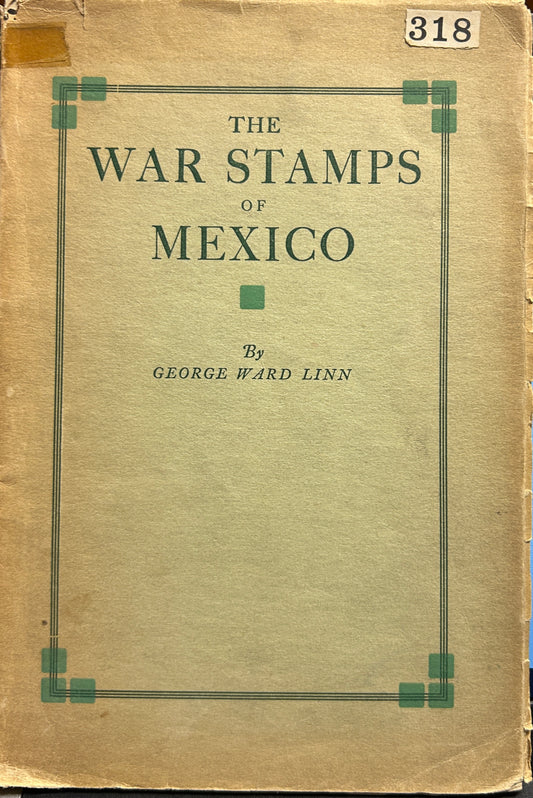 318
THE
WAR STAMPS
OF
MEXICO
By
GEORGE WARD LINN